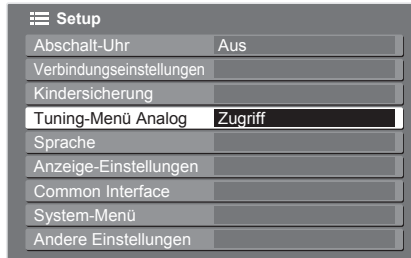 Setup
Abschalt-Uhr Aus
Verbindungseinstellungen
Kindersicherung
Tuning-Menü Analog Zugriff
Sprache
Anzeige-Einstellungen
Common Interface
System-Menü
Andere Einstellungen